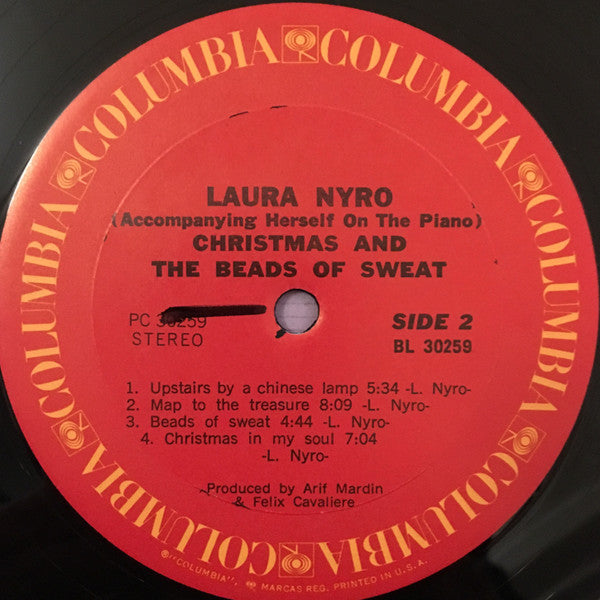 COLUMBIA COLUMBIA COLUMBIA COLUMBIA COLUMBIA COLUMBIA
LAURA NYRO
(Accompanying Herself On The Piano)
CHRISTMAS AND
THE BEADS OF SWEAT
PC 30259
STEREO
SIDE 2
BL 30259
1. Upstairs by a chinese lamp 5:34 -L. Nyro-
2. Map to the treasure 8:09 -L. Nyro-
3. Beads of sweat 4:44 -L. Nyro-
4. Christmas in my soul 7:04
-L. Nyro-
Produced by Arif Mardin
& Felix Cavaliere
℗"COLUMBIA", MARCAS REG. PRINTED IN U.S.A.